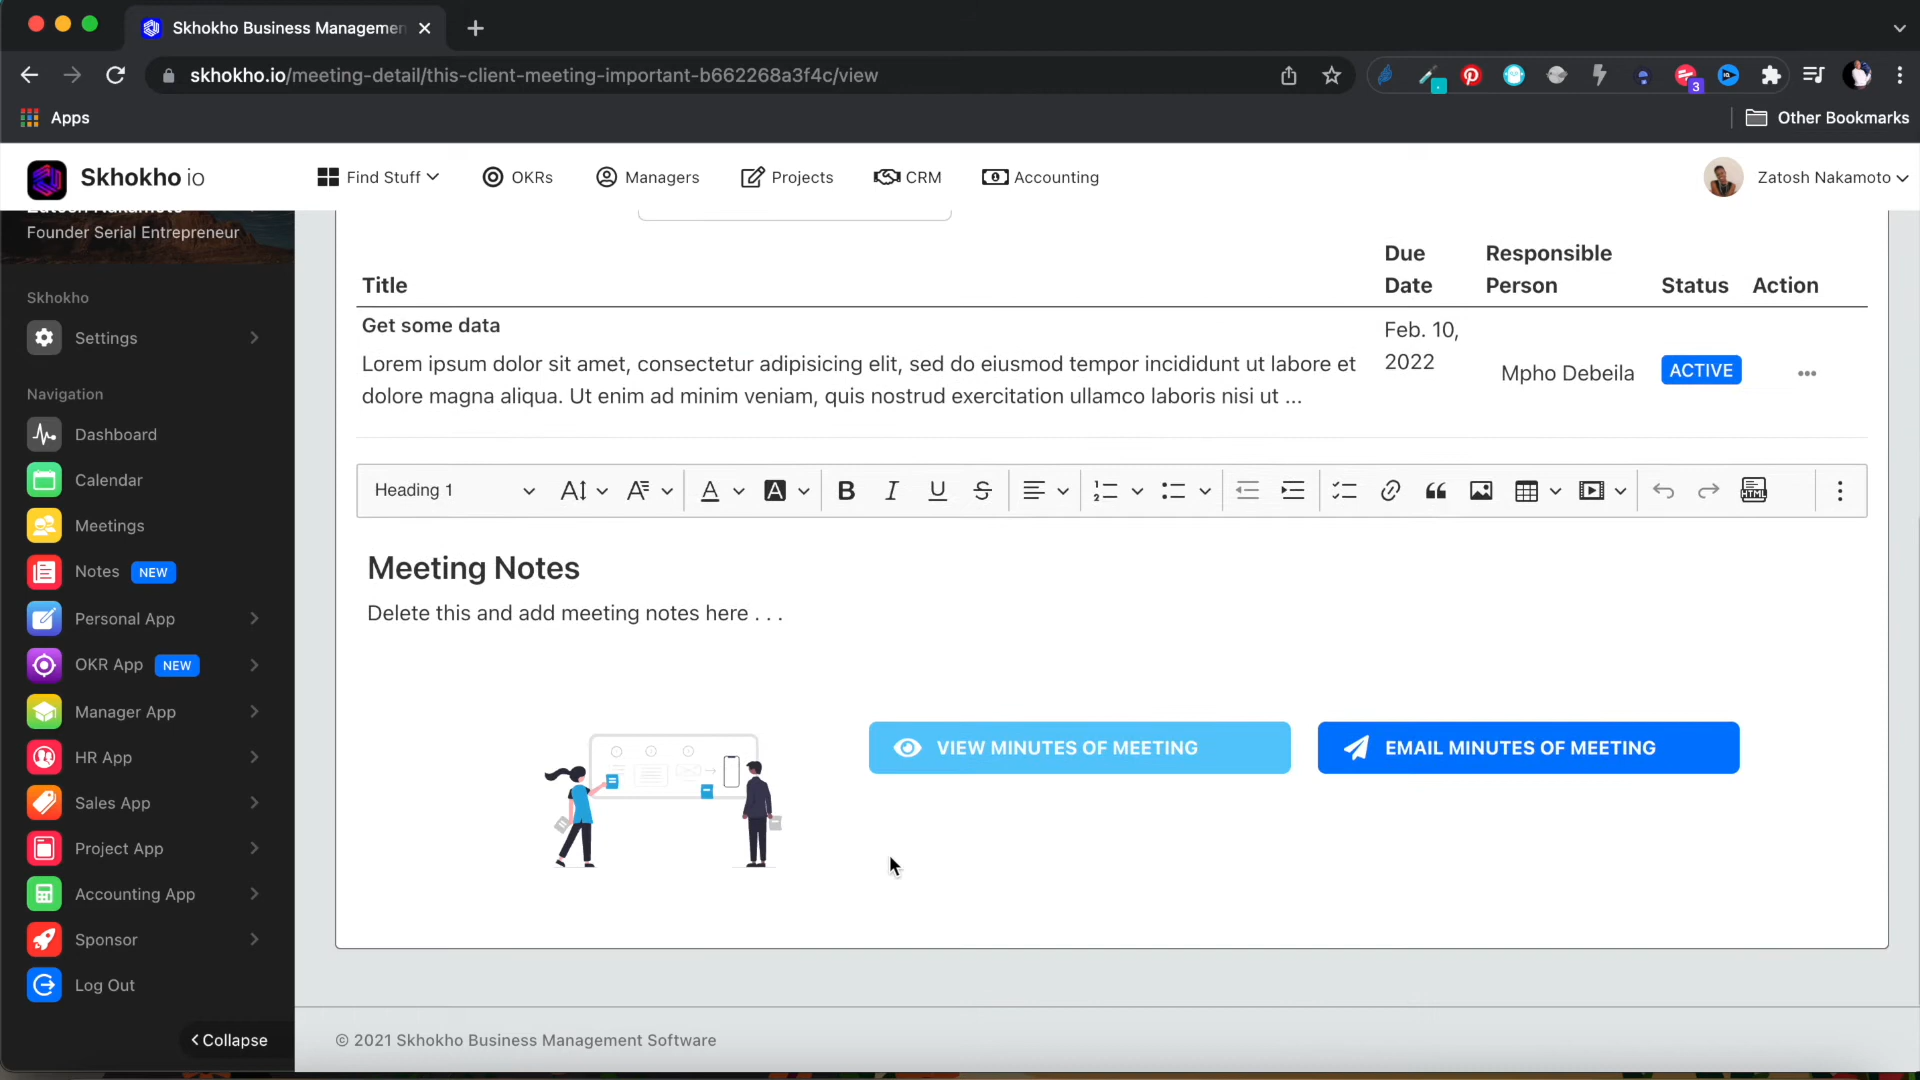 Skhokho Business Managemen
skhokho.io/meeting-detail/this-client-meeting-important-b662268a3f4c/view
3
Apps
Other Bookmarks
Skhokho io
Find Stuff
OKRs
Managers
Projects
CRM
Accounting
Zatosh Nakamoto
Zatosh Nakamoto
Founder Serial Entrepreneur
Skhokho
Settings
Navigation
Dashboard
Calendar
Meetings
Notes NEW
Personal App
OKR App NEW
Manager App
HR App
Sales App
Project App
Accounting App
Sponsor
Log Out
Collapse
Title
Due
Date
Responsible
Person
Status
Action
Get some data
Lorem ipsum dolor sit amet, consectetur adipisicing elit, sed do eiusmod tempor incididunt ut labore et
dolore magna aliqua. Ut enim ad minim veniam, quis nostrud exercitation ullamco laboris nisi ut ...
Feb. 10,
2022
Mpho Debeila
ACTIVE
Heading 1
HTML
Meeting Notes
Delete this and add meeting notes here . . .
VIEW MINUTES OF MEETING
EMAIL MINUTES OF MEETING
© 2021 Skhokho Business Management Software